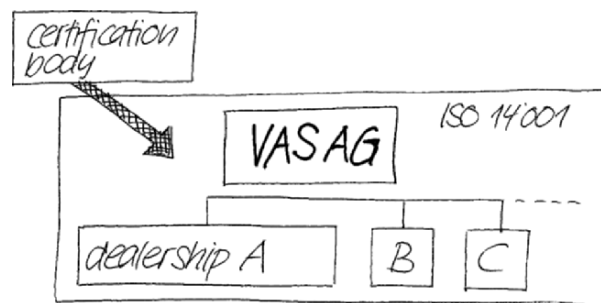 certification
body
ISO 14'001
VASAG
dealership A
B
C